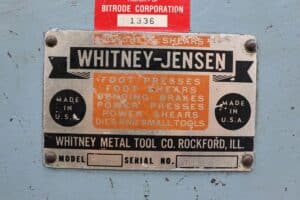 BITRODE CORPORATION
1336
SHEARS
WHITNEY-JENSEN
FOOT PRESSES
FOOT SHEARS
BENDING BRAKES
POWER PRESSES
POWER SHEARS
DIES AND SMALL TOOLS
MADE
IN
U.S.A.
MADE
IN
U.S.A.
WHITNEY METAL TOOL CO. ROCKFORD, ILL.
MODEL SERIAL NO.